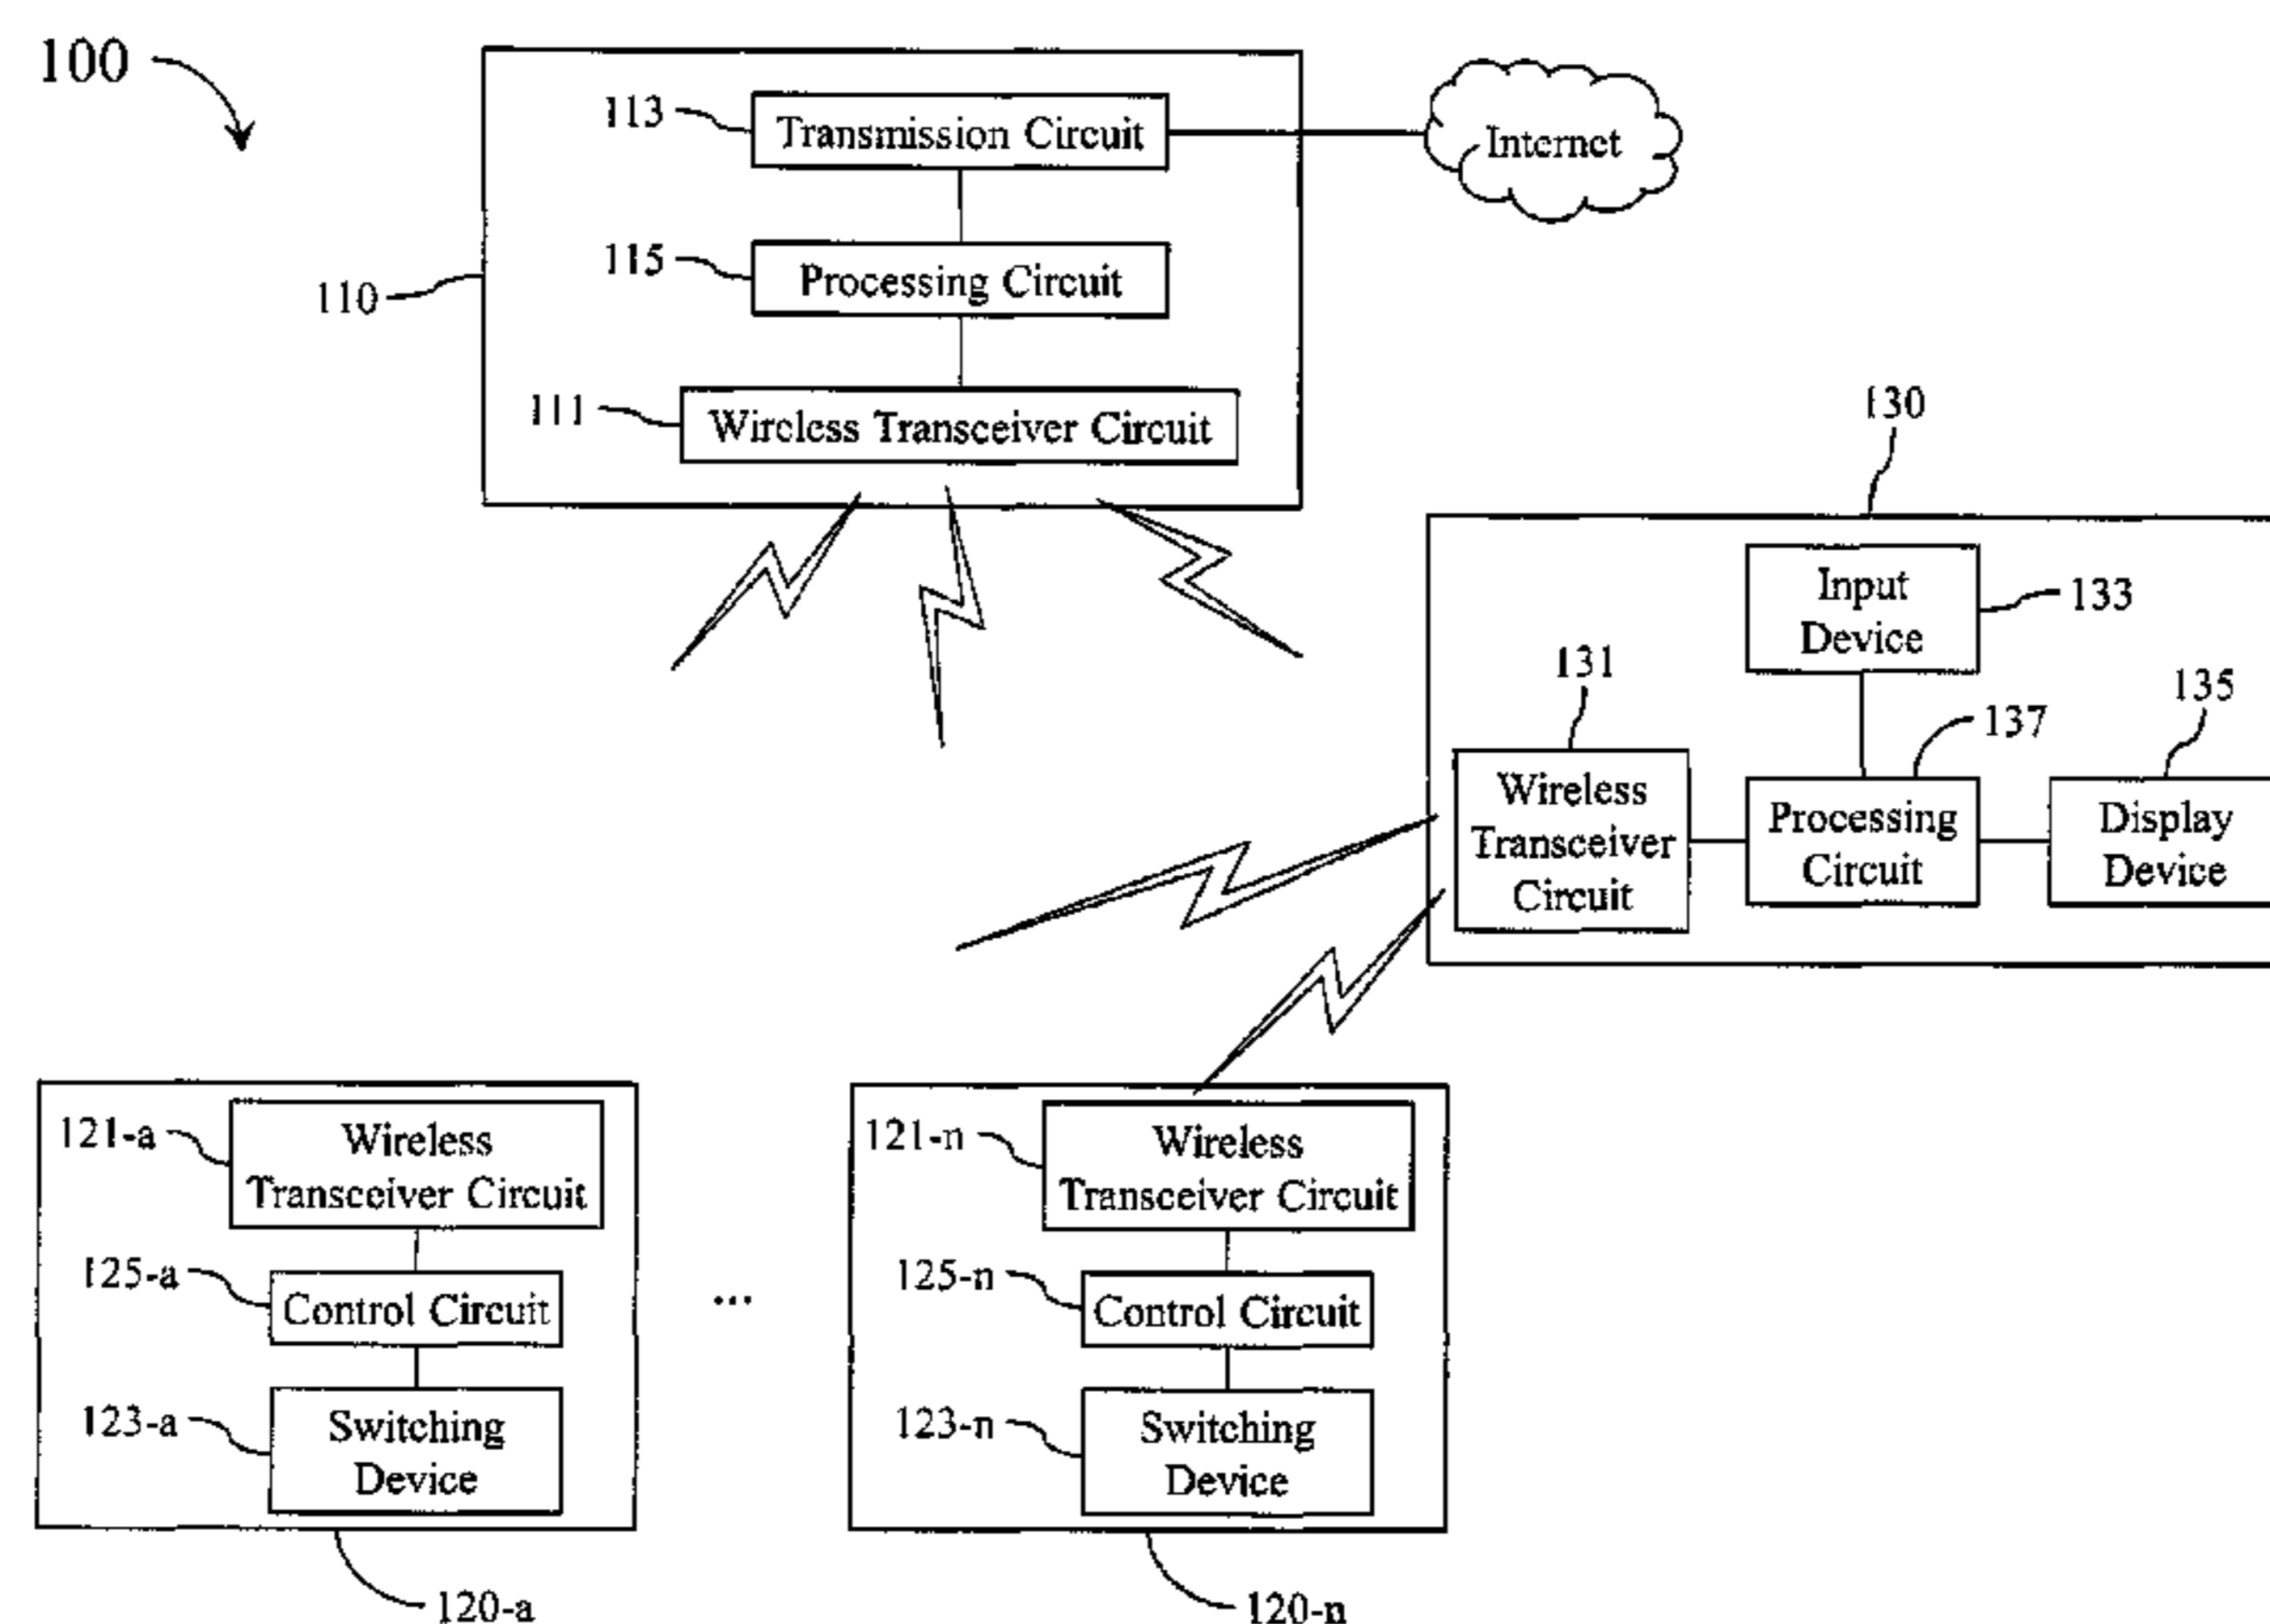 100
113
Transmission Circuit
Internet
115
Processing Circuit
110
111
Wireless Transceiver Circuit
130
Input
Device
133
131
135
137
Wireless
Transceiver
Circuit
Processing
Circuit
Display
Device
121-a
Wireless
Transceiver Circuit
125-a
Control Circuit
123-a
Switching
Device
120-a
...
121-n
Wireless
Transceiver Circuit
125-n
Control Circuit
123-n
Switching
Device
120-n